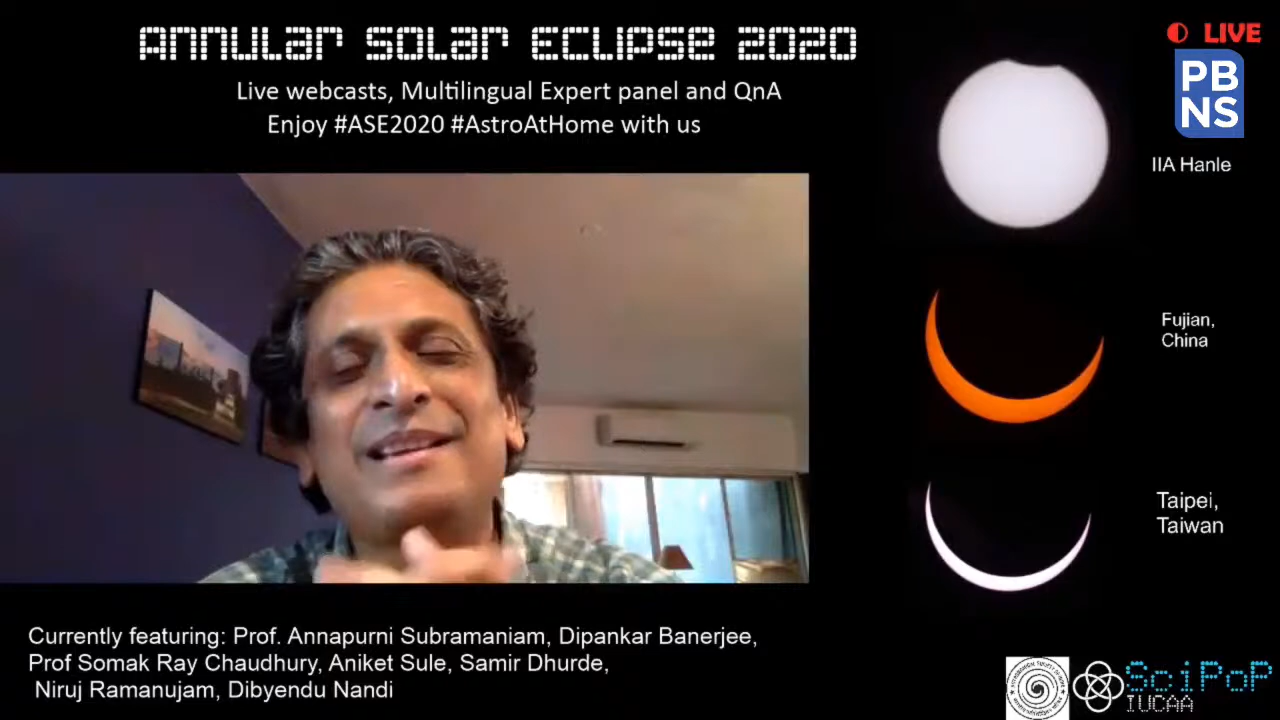 ANNULAR SOLAR ECLIPSE 2020
Live webcasts, Multilingual Expert panel and QnA
Enjoy #ASE2020 #AstroAtHome with us
LIVE
PB
NS
IIA Hanle
Fujian,
China
Taipei,
Taiwan
Currently featuring: Prof. Annapurni Subramaniam, Dipankar Banerjee,
Prof Somak Ray Chaudhury, Aniket Sule, Samir Dhurde,
Niruj Ramanujam, Dibyendu Nandi
SciPoP
IUCAA